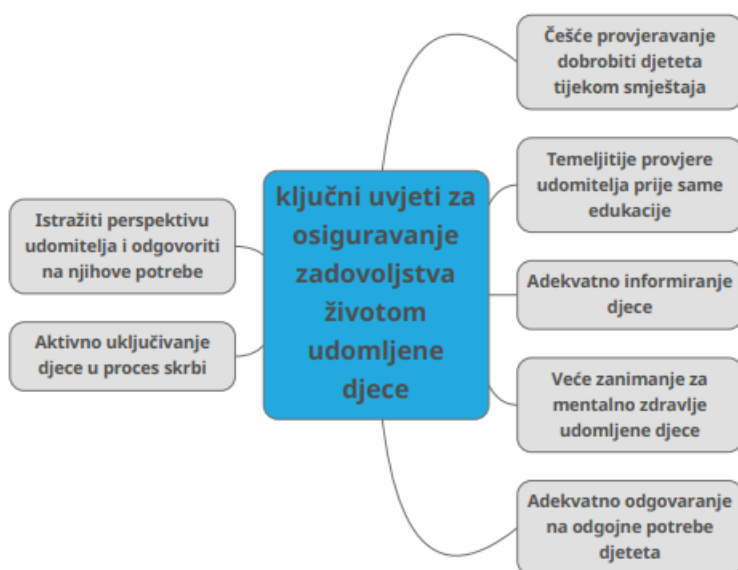 Češće provjeravanje
dobrobiti djeteta
tijekom smještaja
Temeljitije provjere
udomitelja prije same
edukacije
ključni uvjeti za
osiguravanje
zadovoljstva
životom
udomljene
djece
Istražiti perspektivu
udomitelja i odgovoriti
na njihove potrebe
Adekvatno informiranje
djece
Aktivno uključivanje
djece u proces skrbi
Veće zanimanje za
mentalno zdravlje
udomljene djece
Adekvatno odgovaranje
na odgojne potrebe
djeteta